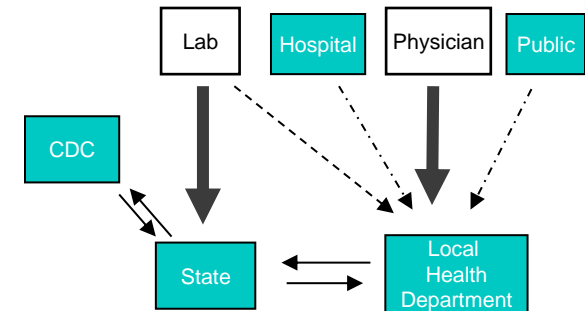 Lab
Hospital
Physician
Public
CDC
State
Local
Health
Department